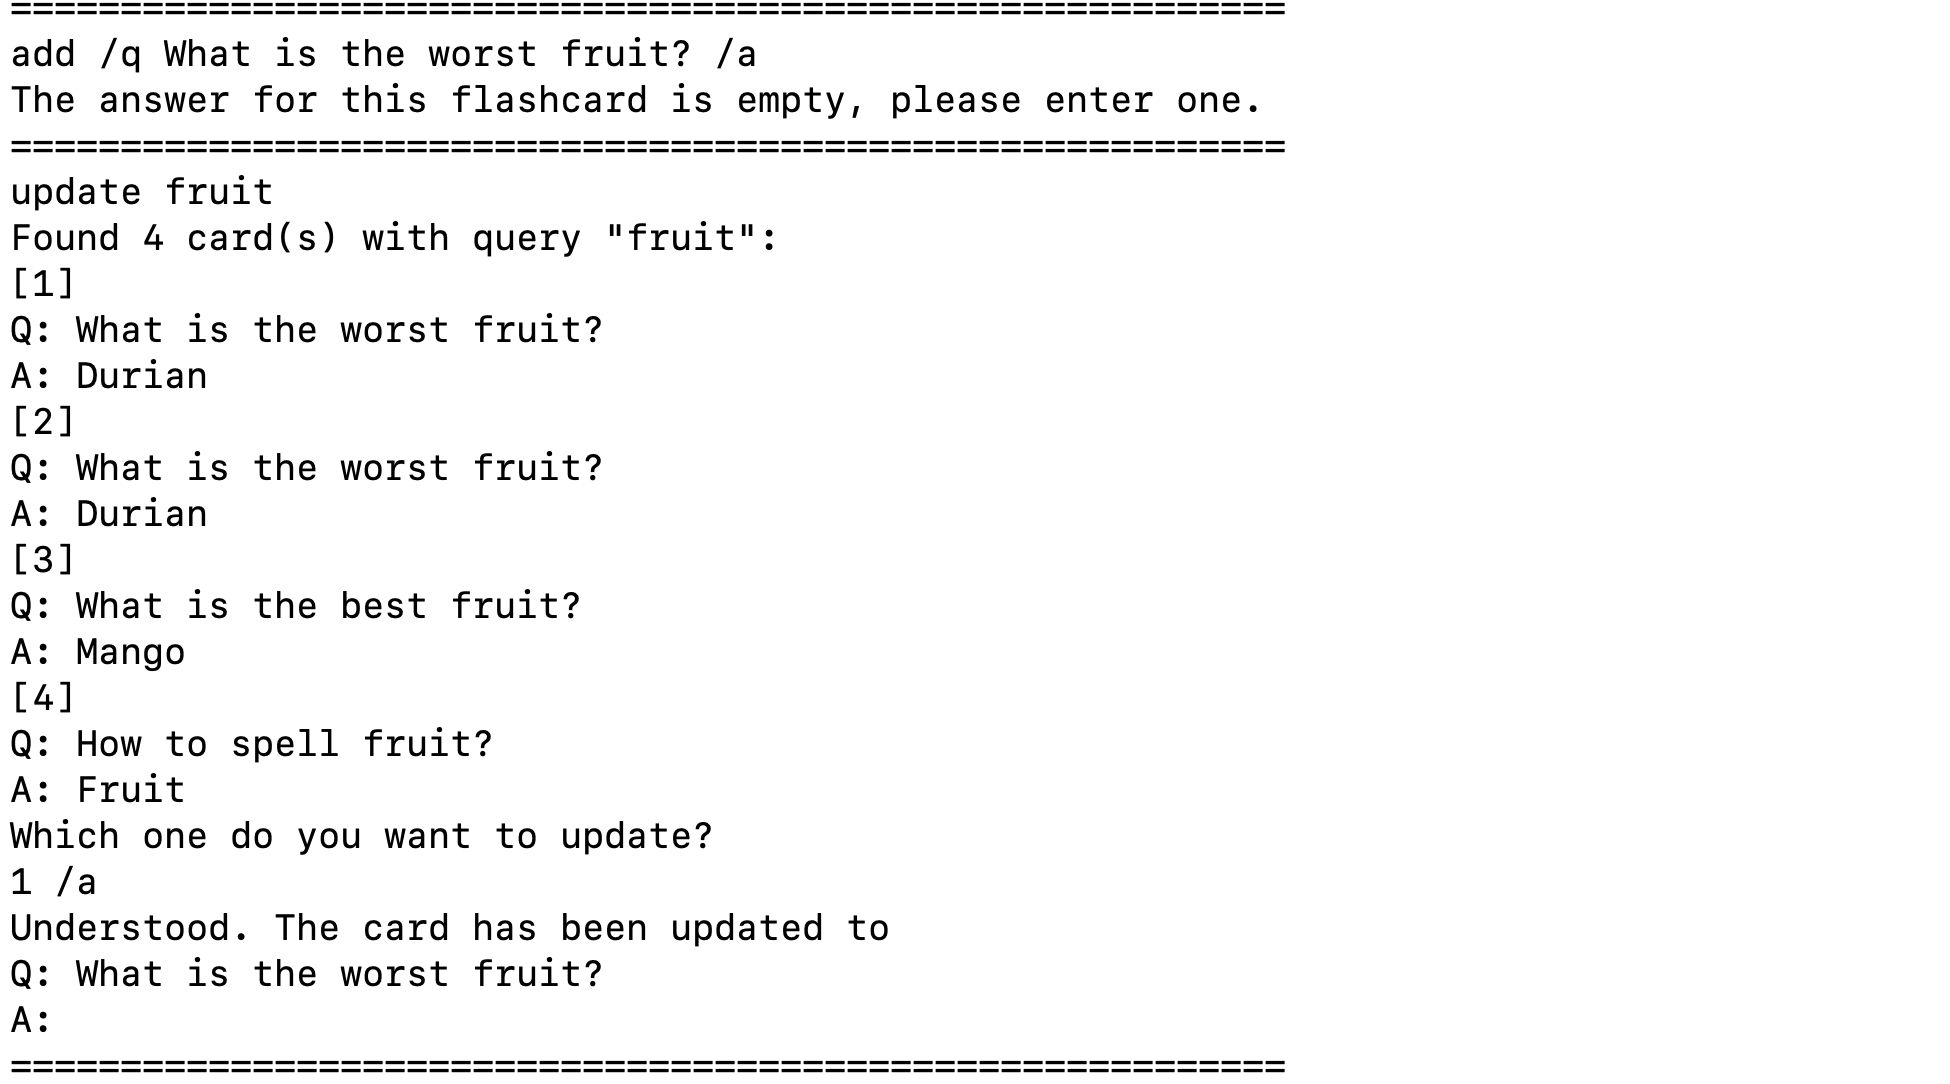 ==========================================================
add /q What is the worst fruit? /a
The answer for this flashcard is empty, please enter one.
==========================================================
update fruit
Found 4 card(s) with query "fruit":
[1]
Q: What is the worst fruit?
A: Durian
[2]
Q: What is the worst fruit?
A: Durian
[3]
Q: What is the best fruit?
A: Mango
[4]
Q: How to spell fruit?
A: Fruit
Which one do you want to update?
1 /a
Understood. The card has been updated to
Q: What is the worst fruit?
A:
==========================================================